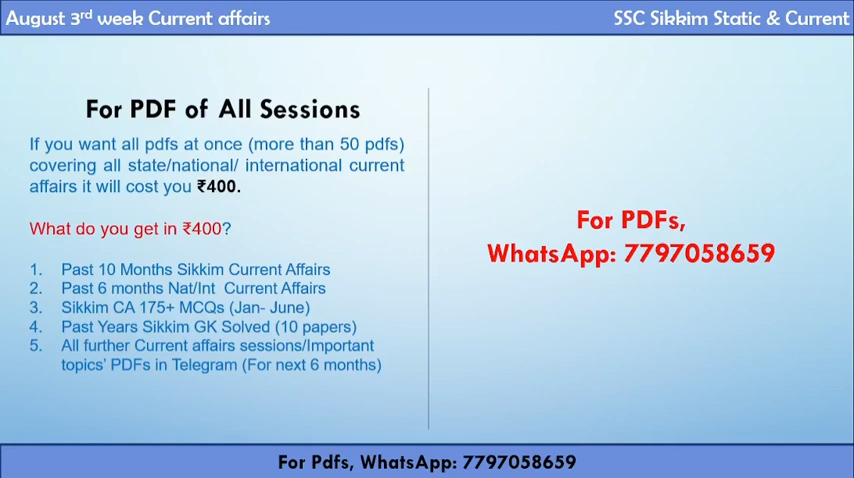 August 3rd week Current affairs
SSC Sikkim Static & Current
For PDF of All Sessions
If you want all pdfs at once (more than 50 pdfs)
covering all state/national/ international current
affairs it will cost you ₹400.
What do you get in ₹400?
1. Past 10 Months Sikkim Current Affairs
2. Past 6 months Nat/Int Current Affairs
3. Sikkim CA 175+ MCQs (Jan- June)
4. Past Years Sikkim GK Solved (10 papers)
5. All further Current affairs sessions/Important
topics' PDFs in Telegram (For next 6 months)
For PDFs,
WhatsApp: 7797058659
For Pdfs, WhatsApp: 7797058659